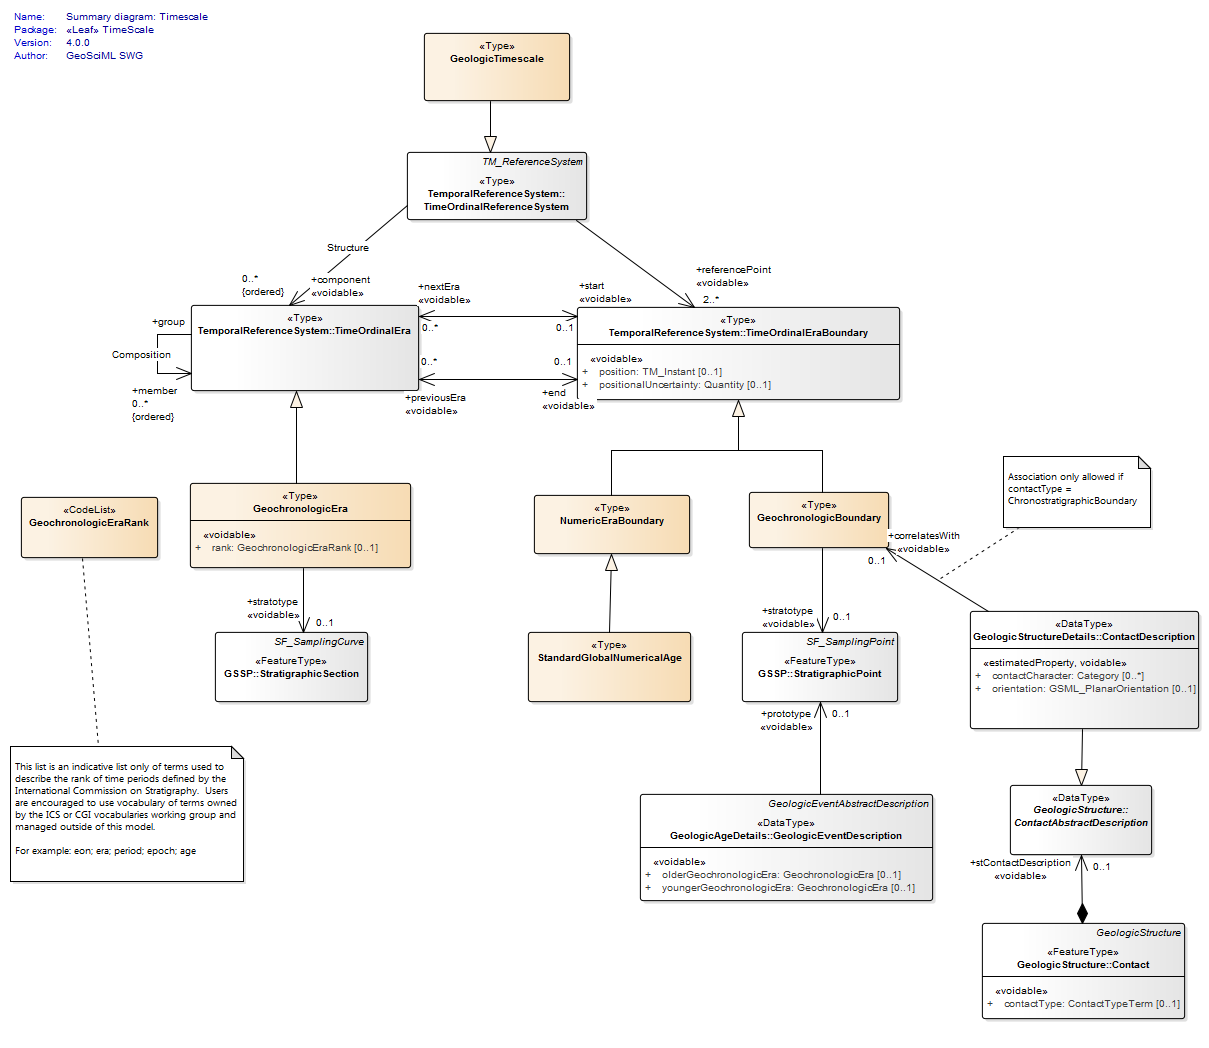 Name: Summary diagram: Timescale
Package: «Leaf» TimeScale
Version: 4.0.0
Author: GeoSciML SWG
«Type»
GeologicTimescale
TM_ReferenceSystem
«Type»
TemporalReferenceSystem::
TimeOrdinalReferenceSystem
Structure
0..*
{ordered}
+component
«voidable»
+nextEra
«voidable»
0..*
+start
«voidable»
0..1
+referencePoint
«voidable»
2..*
+group
Composition
+member
0..*
{ordered}
«Type»
TemporalReferenceSystem::TimeOrdinalEra
0..*
+previousEra
«voidable»
0..1
+end
«voidable»
«Type»
TemporalReferenceSystem::TimeOrdinalEraBoundary
«voidable»
+ position: TM_Instant [0..1]
+ positionalUncertainty: Quantity [0..1]
«CodeList»
GeochronologicEraRank
«Type»
GeochronologicEra
«voidable»
+ rank: GeochronologicEraRank [0..1]
«Type»
NumericEraBoundary
«Type»
GeochronologicBoundary
Association only allowed if
contactType =
ChronostratigraphicBoundary
+correlatesWith
«voidable»
0..1
+stratotype
«voidable»
0..1
SF_SamplingCurve
«FeatureType»
GSSP::StratigraphicSection
«Type»
StandardGlobalNumericalAge
+stratotype
«voidable»
0..1
SF_SamplingPoint
«FeatureType»
GSSP::StratigraphicPoint
«DataType»
GeologicStructureDetails::ContactDescription
«estimatedProperty, voidable»
+ contactCharacter: Category [0..*]
+ orientation: GSML_PlanarOrientation [0..1]
+prototype
«voidable»
0..1
This list is an indicative list only of terms used to
describe the rank of time periods defined by the
International Commission on Stratigraphy. Users
are encouraged to use vocabulary of terms owned
by the ICS or CGI vocabularies working group and
managed outside of this model.
For example: eon; era; period; epoch; age
GeologicEventAbstractDescription
«DataType»
GeologicAgeDetails::GeologicEventDescription
«voidable»
+ olderGeochronologicEra: GeochronologicEra [0..1]
+ youngerGeochronologicEra: GeochronologicEra [0..1]
«DataType»
GeologicStructure::
ContactAbstractDescription
+stContactDescription
«voidable»
0..1
GeologicStructure
«FeatureType»
GeologicStructure::Contact
«voidable»
+ contactType: ContactTypeTerm [0..1]